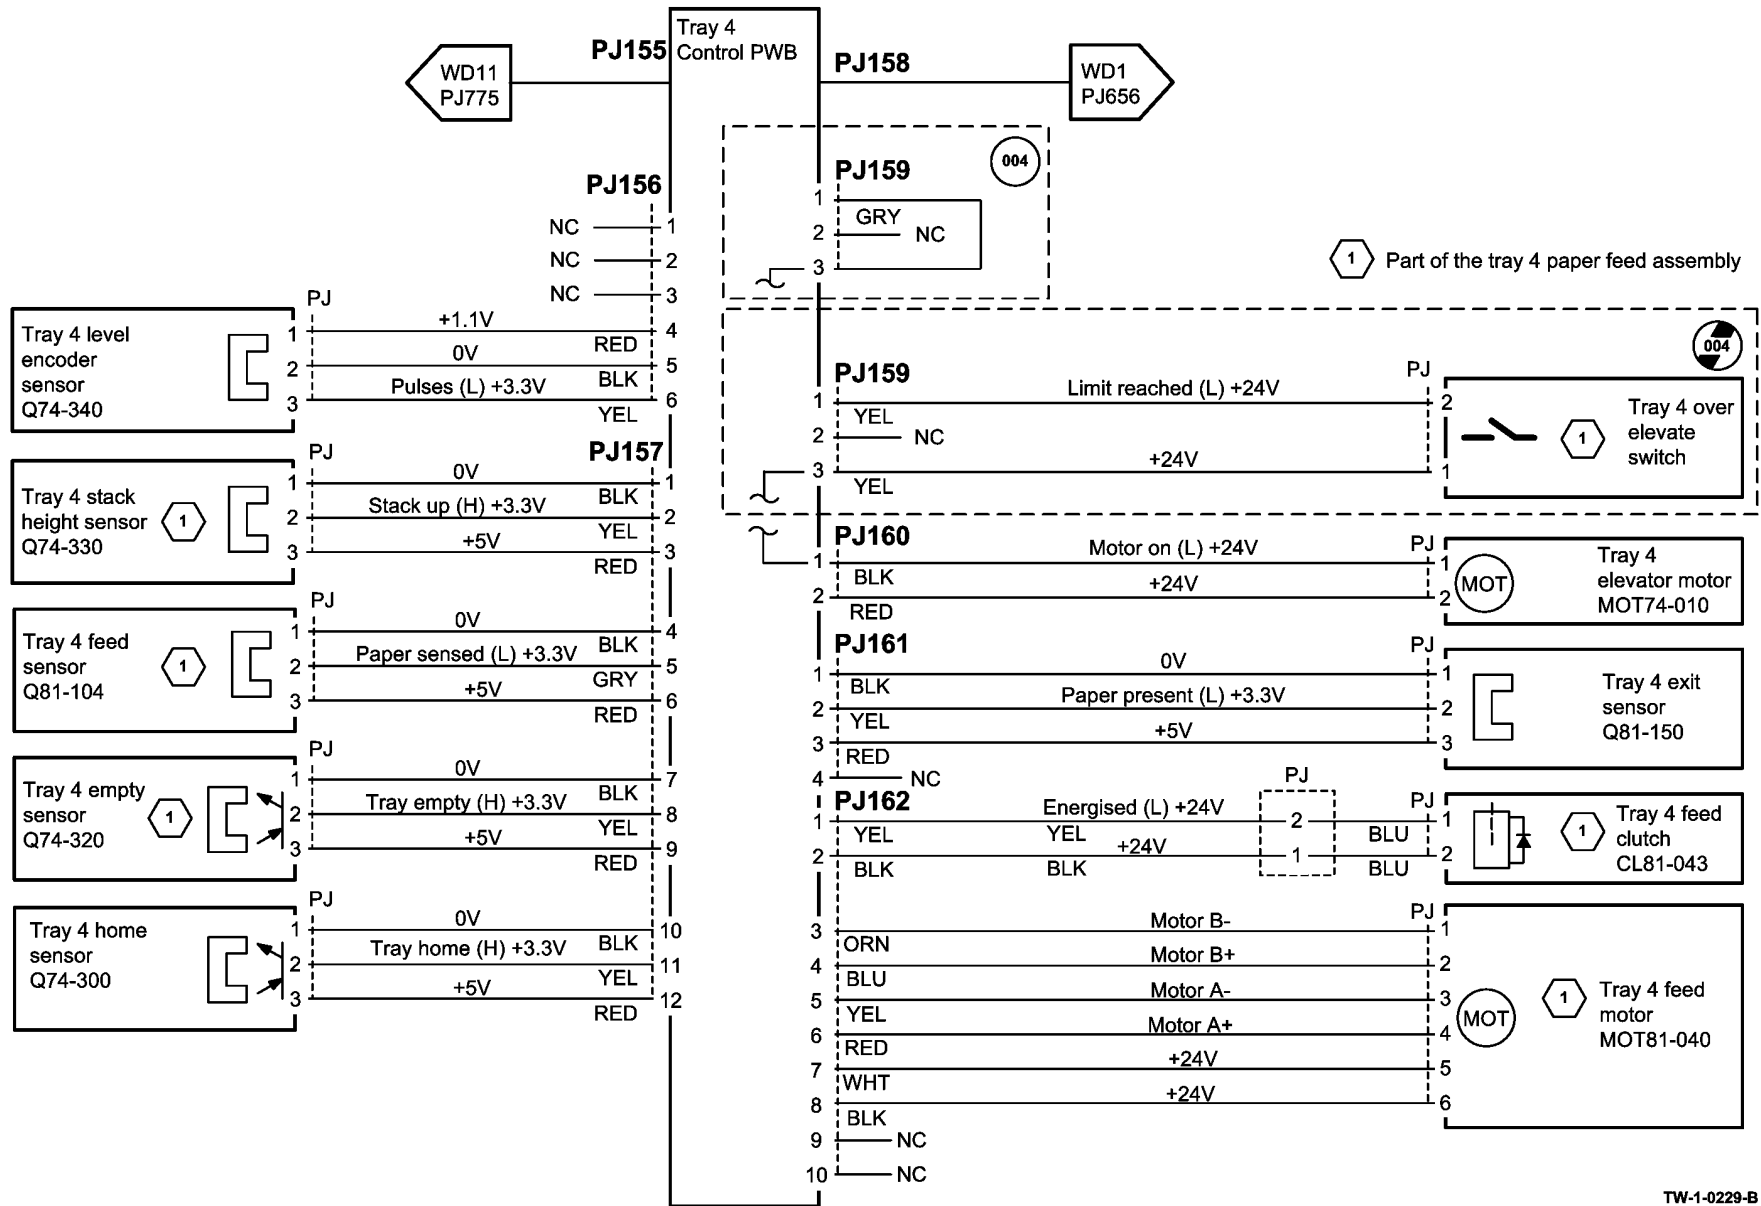 Tray 4
Control PWB
PJ155
WD11
PJ775
PJ158
WD1
PJ656
004
PJ159
1
GRY
2
NC
3
1
Part of the tray 4 paper feed assembly
PJ156
NC
1
NC
2
NC
3
PJ
Tray 4 level
encoder
sensor
Q74-340
1
+1.1V
4
RED
2
0V
5
BLK
3
Pulses (L) +3.3V
6
YEL
PJ157
PJ
Tray 4 stack
height sensor
Q74-330
1
1
0V
1
BLK
2
Stack up (H) +3.3V
2
YEL
3
+5V
3
RED
PJ
Tray 4 feed
sensor
Q81-104
1
1
0V
4
BLK
2
Paper sensed (L) +3.3V
5
GRY
3
+5V
6
RED
PJ
Tray 4 empty
sensor
Q74-320
1
1
0V
7
BLK
2
Tray empty (H) +3.3V
8
YEL
3
+5V
9
RED
PJ
Tray 4 home
sensor
Q74-300
1
0V
10
BLK
2
Tray home (H) +3.3V
11
YEL
3
+5V
12
RED
004
PJ159
PJ
1
Limit reached (L) +24V
2
YEL
2
NC
3
+24V
1
YEL
1
Tray 4 over
elevate
switch
PJ160
PJ
1
Motor on (L) +24V
1
BLK
2
+24V
2
RED
MOT
Tray 4
elevator motor
MOT74-010
PJ161
PJ
1
0V
1
BLK
2
Paper present (L) +3.3V
2
YEL
3
+5V
3
RED
4
NC
Tray 4 exit
sensor
Q81-150
PJ162
PJ
PJ
1
Energised (L) +24V
2
1
YEL
YEL
BLU
2
+24V
1
2
BLK
BLK
BLU
1
Tray 4 feed
clutch
CL81-043
PJ
3
Motor B-
1
ORN
4
Motor B+
2
BLU
5
Motor A-
3
YEL
6
Motor A+
4
RED
7
+24V
5
WHT
8
+24V
6
BLK
9
NC
10
NC
MOT
1
Tray 4 feed
motor
MOT81-040
TW-1-0229-B